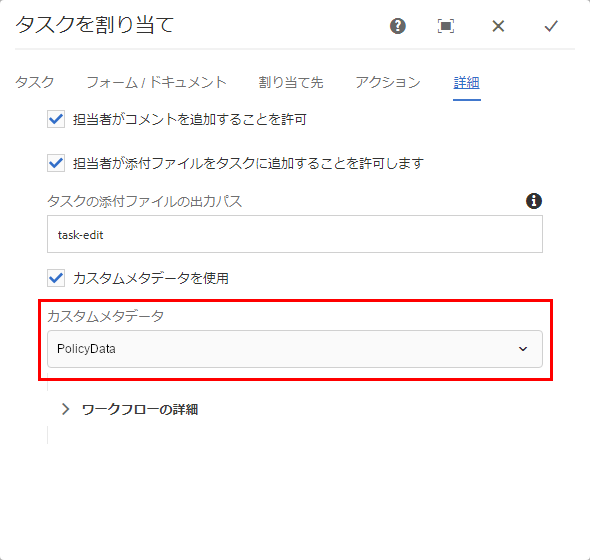 タスクを割り当て
タスク フォーム / ドキュメント 割り当て先 アクション 詳細
担当者がコメントを追加することを許可
担当者が添付ファイルをタスクに追加することを許可します
タスクの添付ファイルの出力パス
task-edit
カスタムメタデータを使用
カスタムメタデータ
PolicyData
ワークフローの詳細